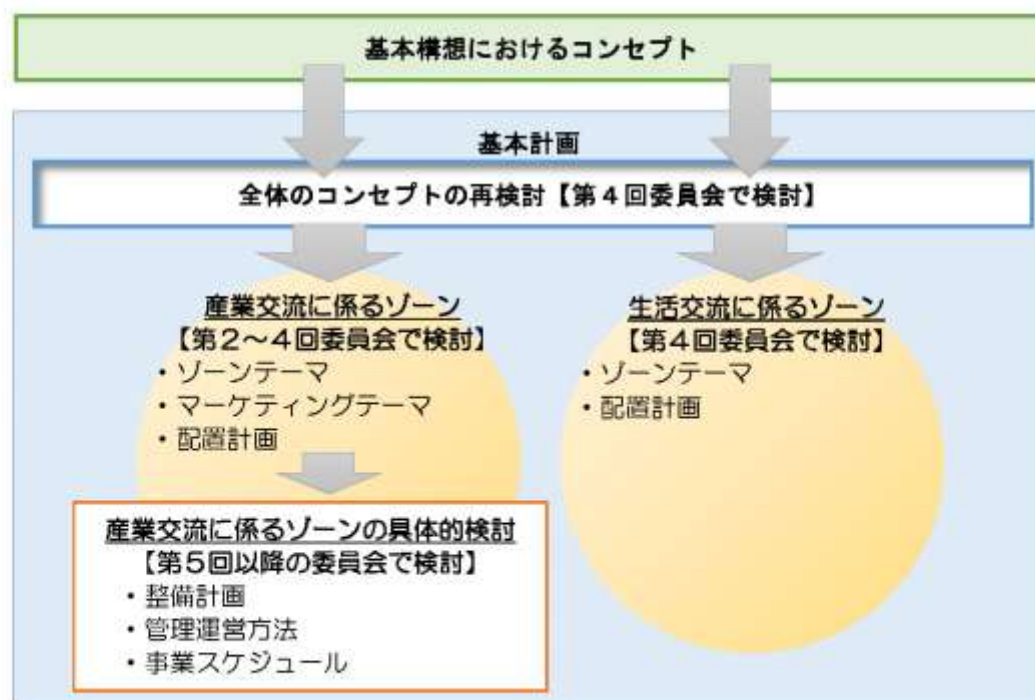 基本構想におけるコンセプト
基本計画
全体のコンセプトの再検討【第４回委員会で検討】
産業交流に係るゾーン
【第２～４回委員会で検討】
・ゾーンテーマ
・マーケティングテーマ
・配置計画
生活交流に係るゾーン
【第４回委員会で検討】
・ゾーンテーマ
・配置計画
産業交流に係るゾーンの具体的検討
【第５回以降の委員会で検討】
・整備計画
・管理運営方法
・事業スケジュール